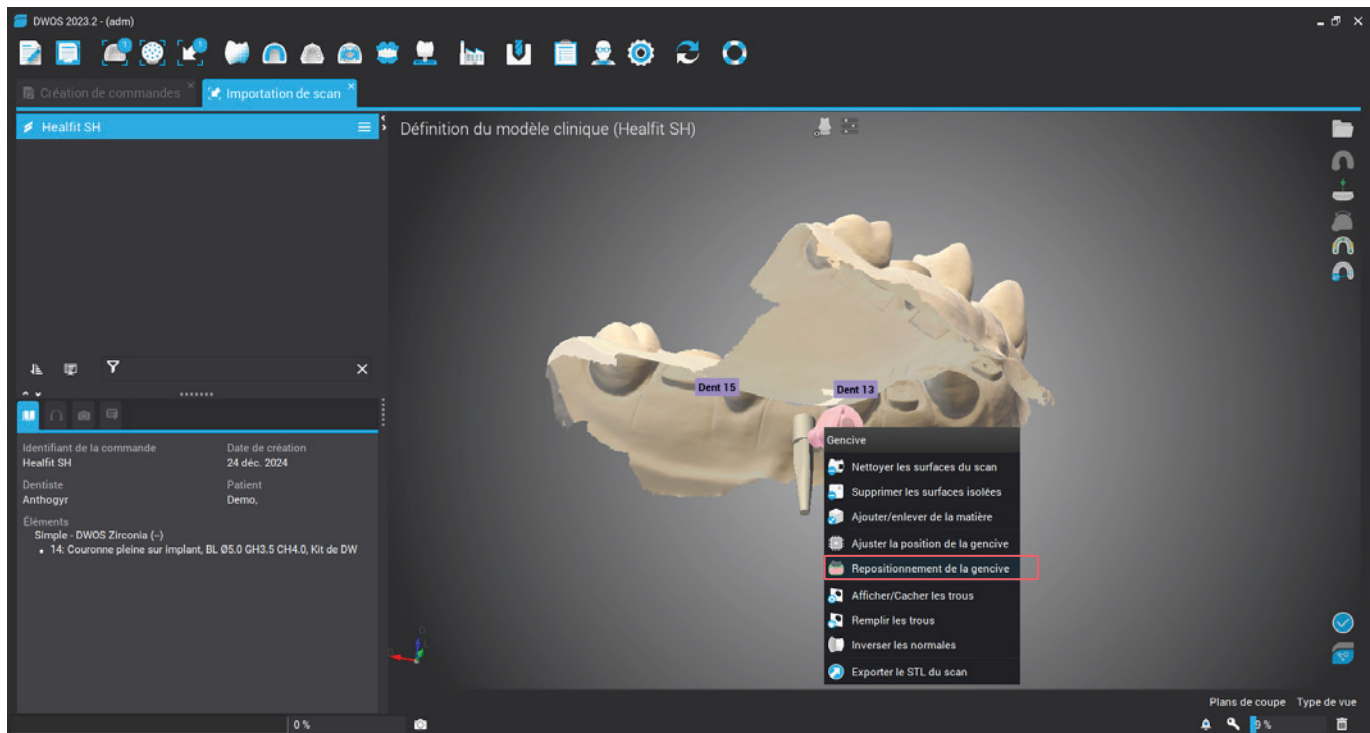 DWOS 2023.2 - (adm)
1
1
Création de commandes
Importation de scan
Healfit SH
Définition du modèle clinique (Healfit SH)
Dent 15
Dent 13
Gencive
Nettoyer les surfaces du scan
Supprimer les surfaces isolées
Ajouter/enlever de la matière
Ajuster la position de la gencive
Repositionnement de la gencive
Afficher/Cacher les trous
Remplir les trous
Inverser les normales
Exporter le STL du scan
Identifiant de la commande
Date de création
Healfit SH
24 déc. 2024
Dentiste
Patient
Anthogyr
Demo,
Éléments
Simple - DWOS Zirconia (--)
• 14: Couronne pleine sur implant, BL Ø5.0 GH3.5 CH4.0, Kit de DW
Plans de coupe
Type de vue
0 %
9 %